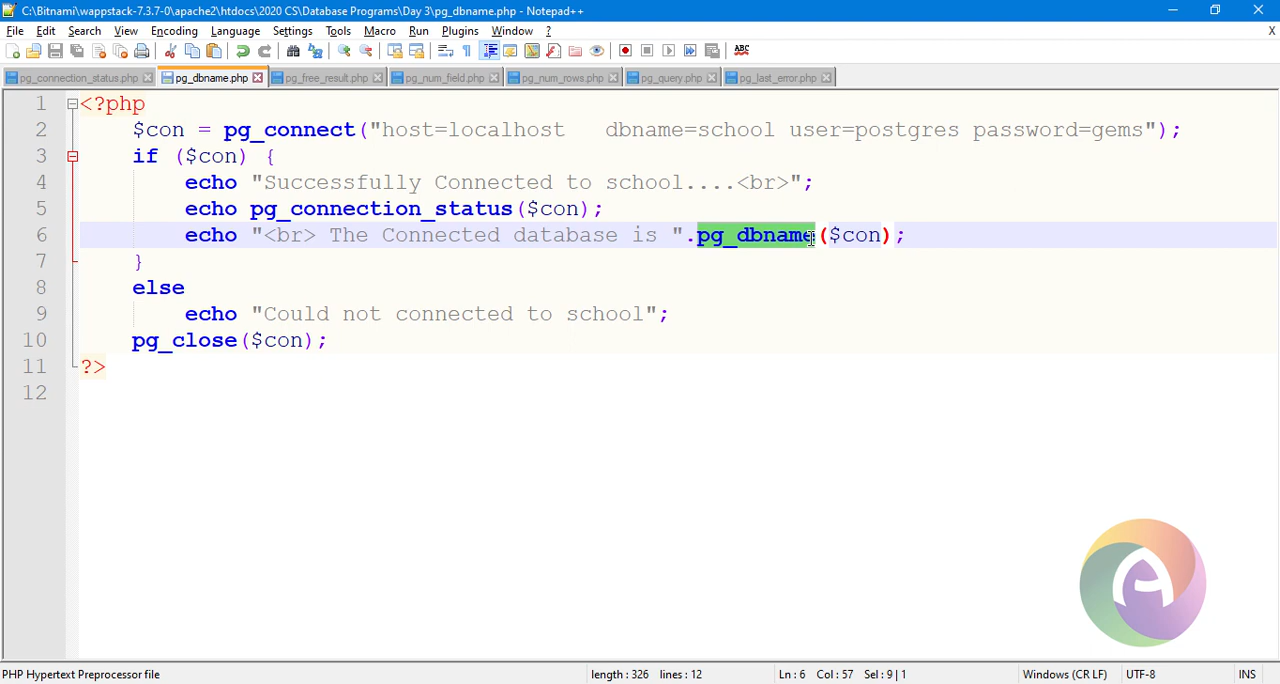 C:\Bitnami\wappstack-7.3.7-0\apache2\htdocs\2020 CS\Database Programs\Day 3\pg_dbname.php - Notepad++
File Edit Search View Encoding Language Settings Tools Macro Run Plugins Window ? X
pg_connection_status.php pg_dbname.php pg_free_result.php pg_num_field.php pg_num_rows.php pg_query.php pg_last_error.php
1 <?php
2 $con = pg_connect("host=localhost   dbname=school user=postgres password=gems");
3 if ($con) {
4 echo "Successfully Connected to school....<br>";
5 echo pg_connection_status($con);
6 echo "<br> The Connected database is ".pg_dbname($con);
7 }
8 else
9 echo "Could not connected to school";
10 pg_close($con);
11 ?>
12
PHP Hypertext Preprocessor file length : 326 lines : 12 Ln : 6 Col : 57 Sel : 9 | 1 Windows (CR LF) UTF-8 INS